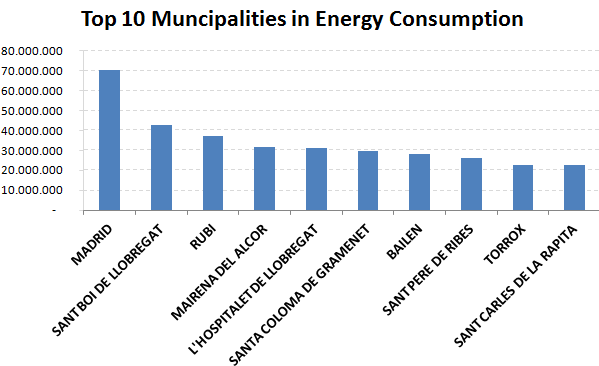 Top 10 Muncipalities in Energy Consumption
80.000.000
70.000.000
60.000.000
50.000.000
40.000.000
30.000.000
20.000.000
10.000.000
-
MADRID
SANT BOI DE LLOBREGAT
RUBI
MAIRENA DEL ALCOR
L'HOSPITALET DE LLOBREGAT
SANTA COLOMA DE GRAMENET
BAILEN
SANT PERE DE RIBES
TORROX
SANT CARLES DE LA RAPITA